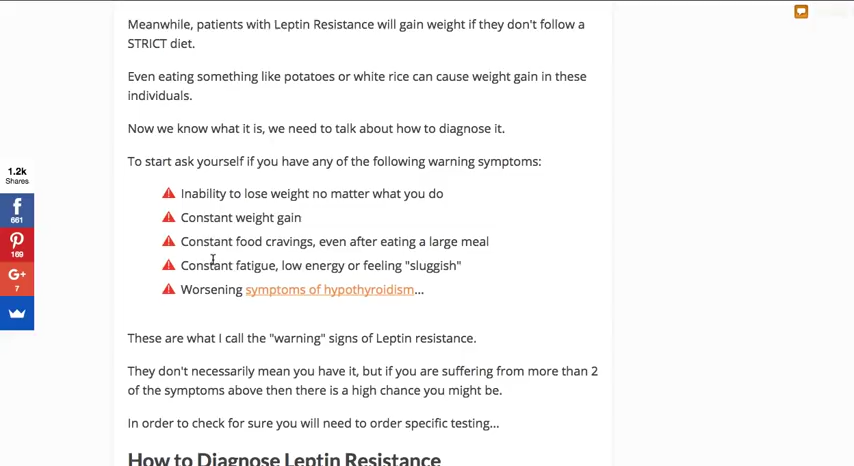 Meanwhile, patients with Leptin Resistance will gain weight if they don't follow a
STRICT diet.
Even eating something like potatoes or white rice can cause weight gain in these
individuals.
Now we know what it is, we need to talk about how to diagnose it.
To start ask yourself if you have any of the following warning symptoms:
1.2k
Shares
661
169
G+
7
Inability to lose weight no matter what you do
Constant weight gain
Constant food cravings, even after eating a large meal
Constant fatigue, low energy or feeling "sluggish"
Worsening symptoms of hypothyroidism...
These are what I call the "warning" signs of Leptin resistance.
They don't necessarily mean you have it, but if you are suffering from more than 2
of the symptoms above then there is a high chance you might be.
In order to check for sure you will need to order specific testing...
How to Diagnose Leptin Resistance